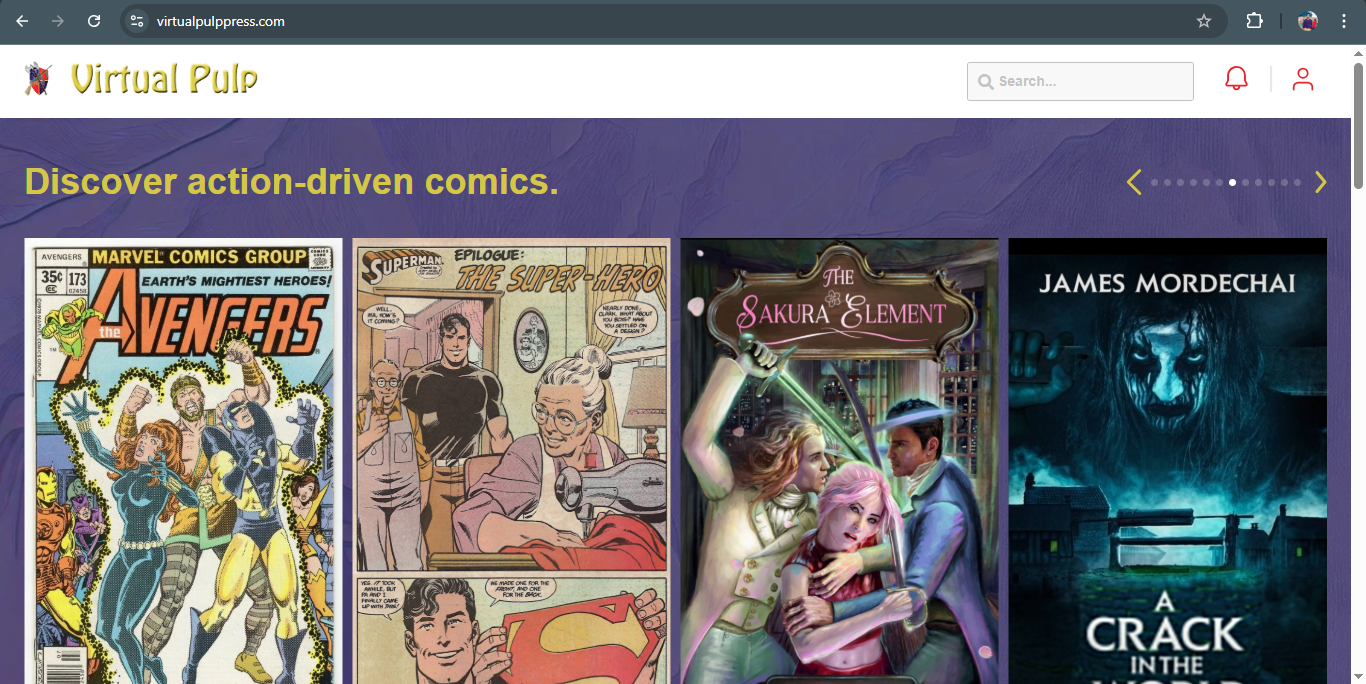 virtualpulppress.com
Virtual Pulp
Search...
Discover action-driven comics.
AVENGERS
MARVEL COMICS GROUP
35¢
173
02458
EARTH'S MIGHTIEST HEROES!
the AVENGERS
SUPERMAN
EPILOGUE:
THE SUPER-HERO
WELL, MA, HOW'S IT COMING?
NEARLY DONE, CLARK. WHAT ABOUT YOU BOYS? HAVE YOU SETTLED ON A DESIGN?
YES. IT TOOK AWHILE, BUT PA AND I FINALLY CAME UP WITH THIS!
WE MADE ONE FOR THE FRONT, AND ONE FOR THE BACK.
THE
SAKURA ELEMENT
JAMES MORDECHAI
A
CRACK
IN THE
WORLD